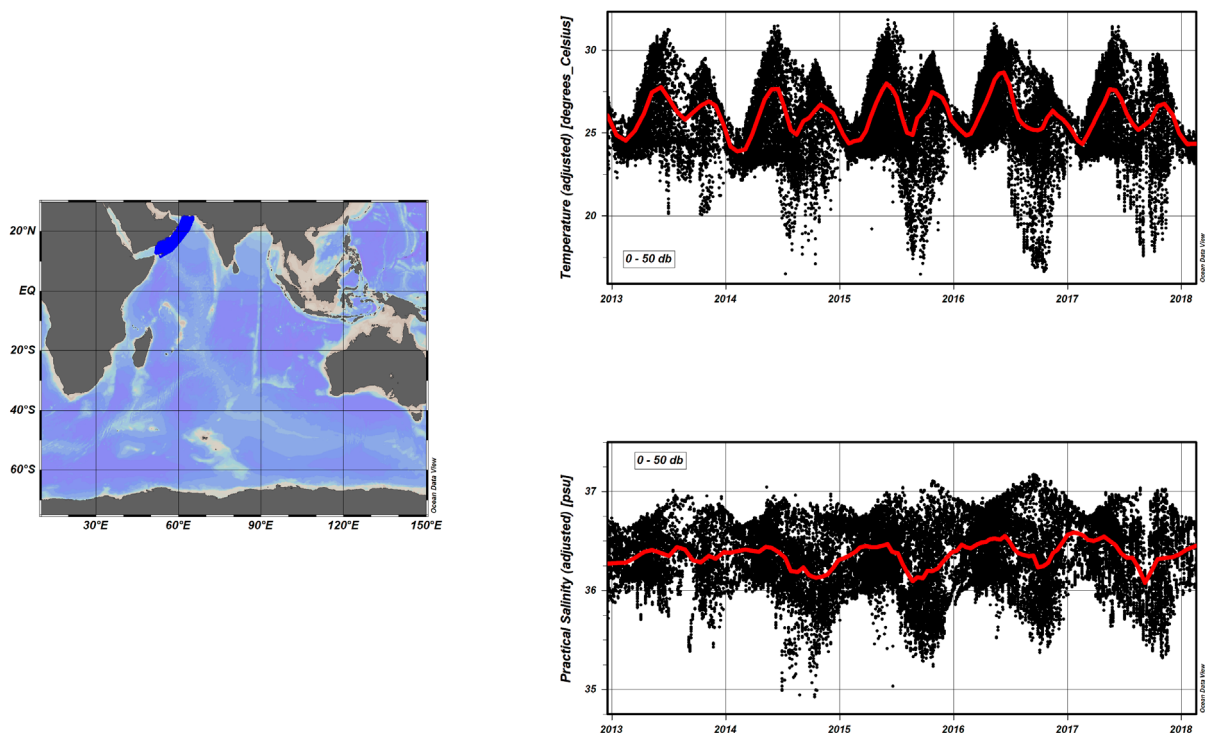 20°N
EQ
20°S
40°S
60°S
30°E 60°E 90°E 120°E 150°E
Ocean Data View
Temperature (adjusted) [degrees_Celsius]
30
25
20
0 - 50 db
2013 2014 2015 2016 2017 2018
Ocean Data View
Practical Salinity (adjusted) [psu]
0 - 50 db
37
36
35
2013 2014 2015 2016 2017 2018
Ocean Data View